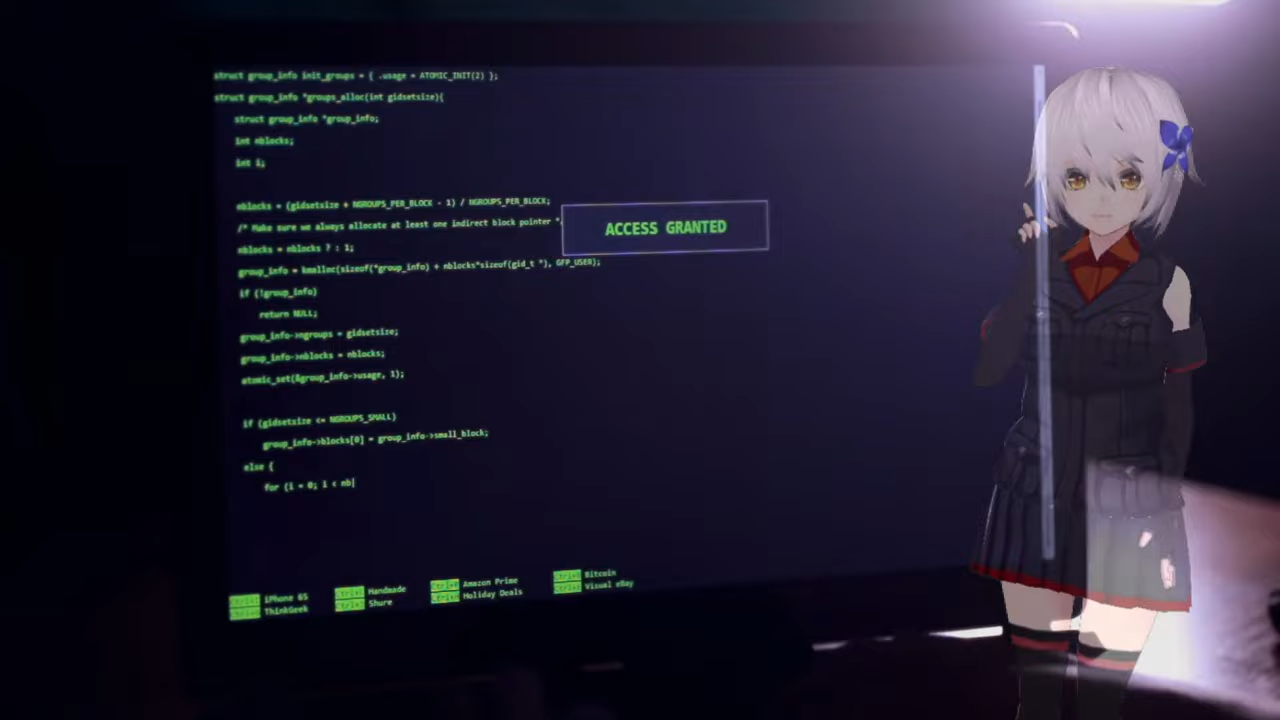 struct group_info init_groups = { .usage = ATOMIC_INIT(2) };
struct group_info *groups_alloc(int gidsetsize){
struct group_info *group_info;
int nblocks;
int i;
nblocks = (gidsetsize + NGROUPS_PER_BLOCK - 1) / NGROUPS_PER_BLOCK;
/* Make sure we always allocate at least one indirect block pointer *
ACCESS GRANTED
nblocks = nblocks ? : 1;
group_info = kmalloc(sizeof(*group_info) + nblocks*sizeof(gid_t *), GFP_USER);
if (!group_info)
return NULL;
group_info->ngroups = gidsetsize;
group_info->nblocks = nblocks;
atomic_set(&group_info->usage, 1);
if (gidsetsize <= NGROUPS_SMALL)
group_info->blocks[0] = group_info->small_block;
else {
for (i = 0; i < nb|
iPhone 6S Handmade Amazon Prime Bitcoin
ThinkGeek Share Holiday Deals Visual eBay